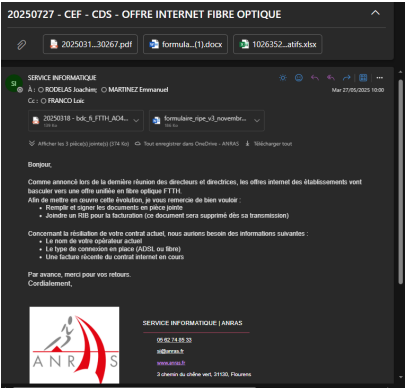 20250727 - CEF - CDS - OFFRE INTERNET FIBRE OPTIQUE
2025031...30267.pdf
formula...(1).docx
1026352...atifs.xlsx
SI
SERVICE INFORMATIQUE
À : RODELAS Joachim; MARTINEZ Emmanuel
Cc : FRANCO Loic
Mar 27/05/2025 10:00
20250318 - bdc_6_FTTH_AO4...
formulaire_ripe_v3_novembr...
Afficher les 3 pièce(s) jointe(s) (374 Ko)
Tout enregistrer dans OneDrive - ANRAS
Télécharger tout
Bonjour,
Comme annoncé lors de la dernière réunion des directeurs et directrices, les offres internet des établissements vont
basculer vers une offre unifiée en fibre optique FTTH.
Afin de mettre en œuvre cette évolution, je vous remercie de bien vouloir :
• Remplir et signer les documents en pièce jointe
• Joindre un RIB pour la facturation (ce document sera supprimé dès sa transmission)
Concernant la résiliation de votre contrat actuel, nous aurions besoin des informations suivantes :
• Le nom de votre opérateur actuel
• Le type de connexion en place (ADSL ou fibre)
• Une facture récente du contrat internet en cours
Par avance, merci pour vos retours.
Cordialement,
ANRAS
SERVICE INFORMATIQUE | ANRAS
si@anras.fr
www.anras.fr
3 chemin du chêne vert, 31130, Flourens